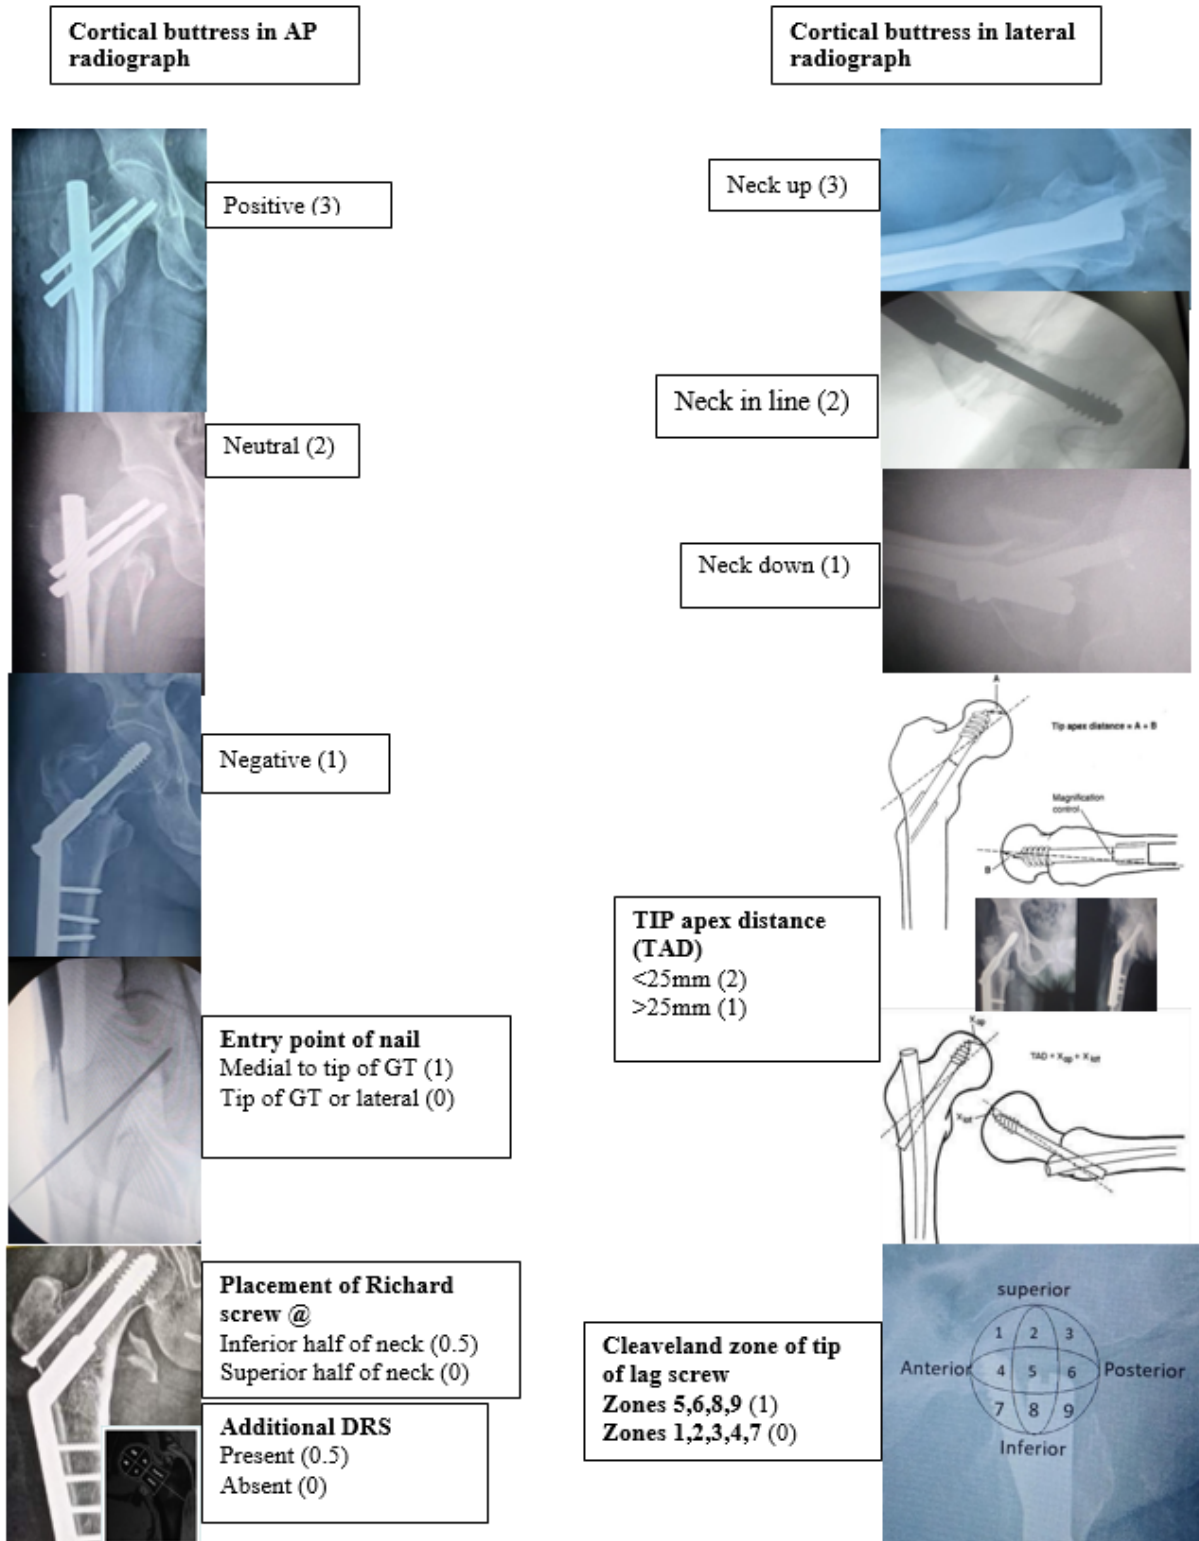 Cortical buttress in AP
radiograph
Cortical buttress in lateral
radiograph
Positive (3)
Neutral (2)
Negative (1)
Entry point of nail
Medial to tip of GT (1)
Tip of GT or lateral (0)
Placement of Richard
screw @
Inferior half of neck (0.5)
Superior half of neck (0)
Additional DRS
Present (0.5)
Absent (0)
Neck up (3)
Neck in line (2)
Neck down (1)
A
Tip apex distance = A + B
Magnification
control
B
TIP apex distance
(TAD)
<25mm (2)
>25mm (1)
Xap
TAD = Xap + Xlat
Xlat
Cleaveland zone of tip
of lag screw
Zones 5,6,8,9 (1)
Zones 1,2,3,4,7 (0)
superior
1 2 3
Anterior 4 5 6 Posterior
7 8 9
Inferior